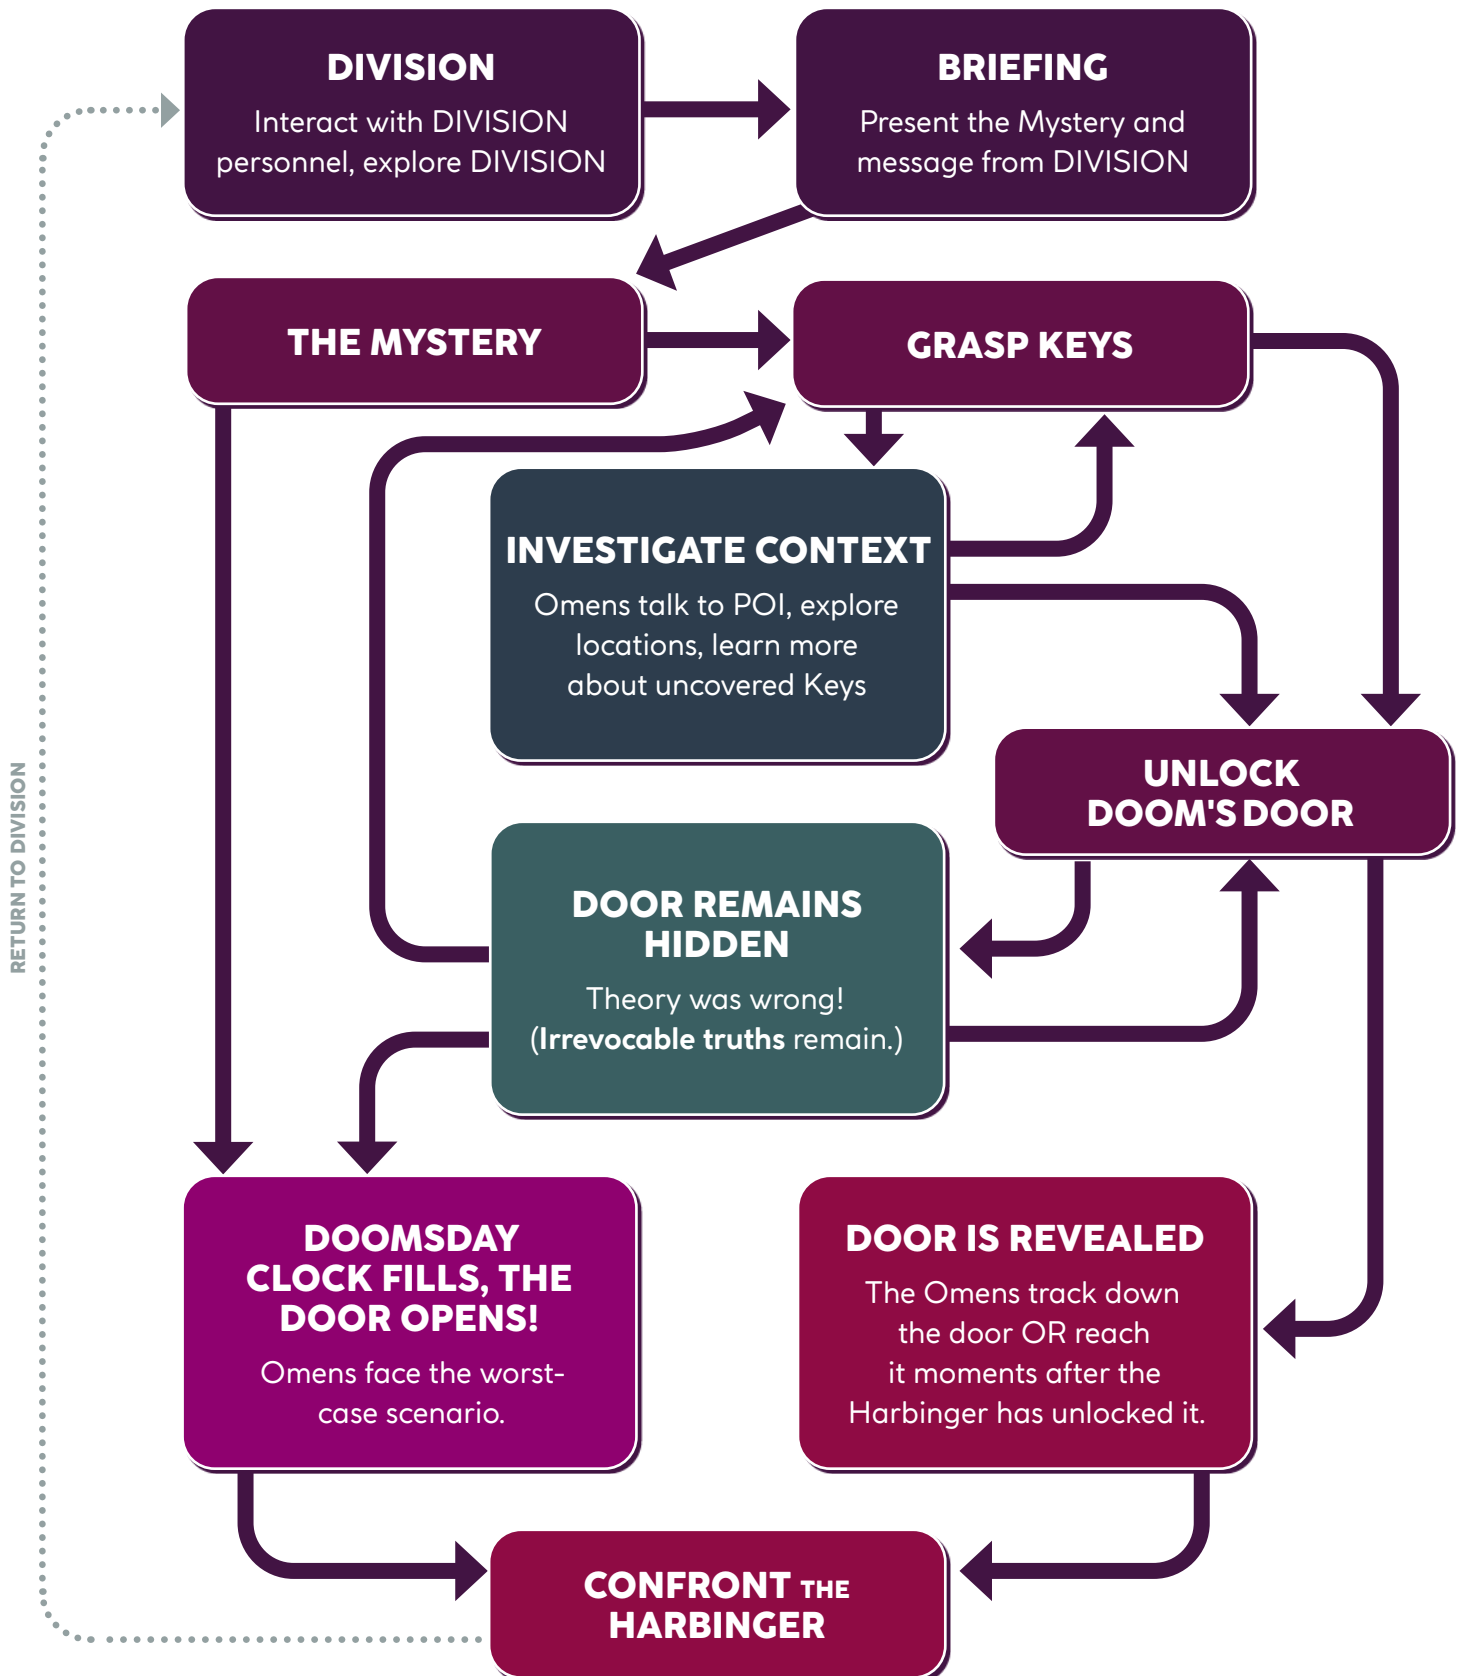 DIVISION
Interact with DIVISION
personnel, explore DIVISION
BRIEFING
Present the Mystery and
message from DIVISION
THE MYSTERY
GRASP KEYS
INVESTIGATE CONTEXT
Omens talk to POI, explore
locations, learn more
about uncovered Keys
UNLOCK
DOOM'S DOOR
RETURN TO DIVISION
DOOR REMAINS
HIDDEN
Theory was wrong!
(Irrevocable truths remain.)
DOOMSDAY
CLOCK FILLS, THE
DOOR OPENS!
Omens face the worst-
case scenario.
DOOR IS REVEALED
The Omens track down
the door OR reach
it moments after the
Harbinger has unlocked it.
CONFRONT THE
HARBINGER